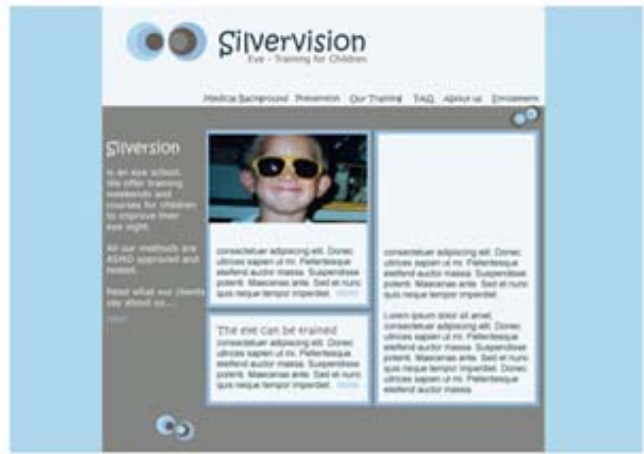 Silvervision
Eye - Training for Children
Medical Background Prevention Our Training FAQ About us Enrolement
Silversion
is an eye school.
We offer training
weekends and
courses for children
to improve their
eye sight.
All our methods are
ASMO approved and
tested.
Read what our clients
say about us....
consectetuer adipiscing elit. Donec
ultrices sapien ut mi. Pellentesque
eleifend auctor massa. Suspendisse
potenti. Maecenas ante. Sed et nunc
quis neque tempor imperdiet. more
The eye can be trained
consectetuer adipiscing elit. Donec
ultrices sapien ut mi. Pellentesque
eleifend auctor massa. Suspendisse
potenti. Maecenas ante. Sed et nunc
quis neque tempor imperdiet. more
consectetuer adipiscing elit. Donec
ultrices sapien ut mi. Pellentesque
eleifend auctor massa. Suspendisse
potenti. Maecenas ante. Sed et nunc
quis neque tempor imperdiet.
Lorem ipsum dolor sit amet,
consectetuer adipiscing elit. Donec
ultrices sapien ut mi. Pellentesque
eleifend auctor massa. Suspendisse
potenti. Maecenas ante. Sed et nunc
quis neque tempor imperdiet. Donec
ultrices sapien ut mi. Pellentesque
eleifend auctor massa.